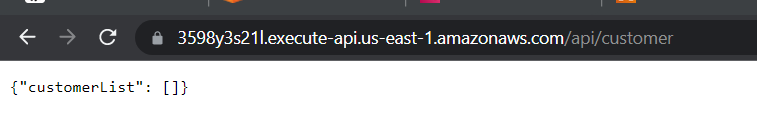 3598y3s21l.execute-api.us-east-1.amazonaws.com/api/customer
{"customerList": []}